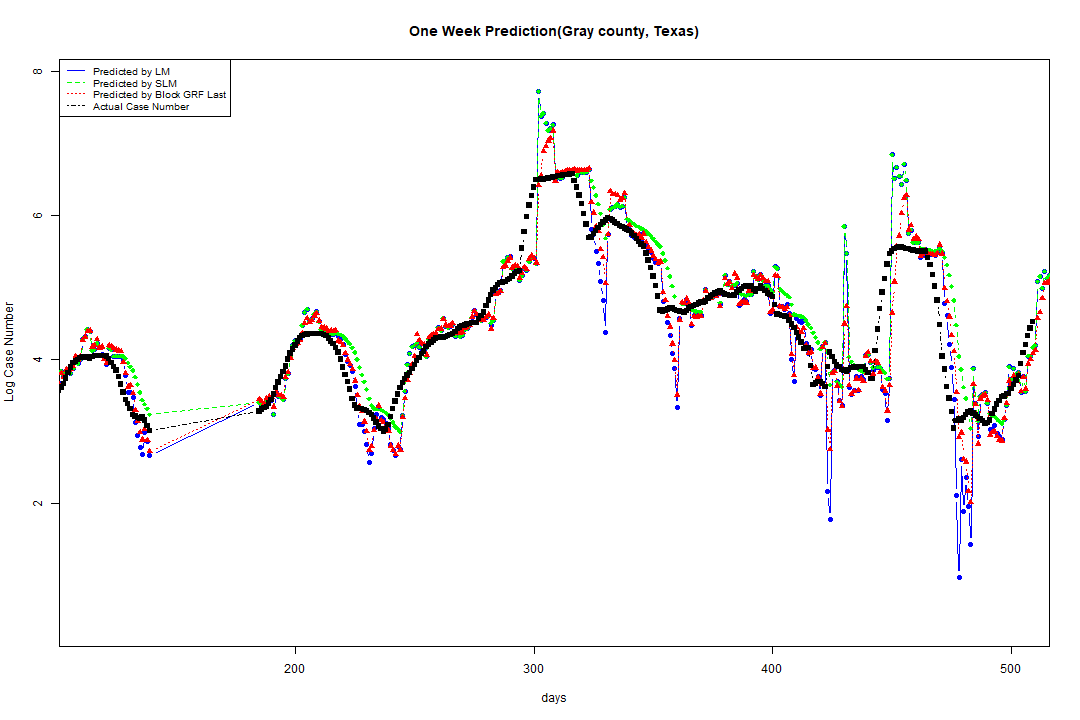 One Week Prediction(Gray county, Texas)
Predicted by LM
Predicted by SLM
Predicted by Block GRF Last
Actual Case Number
8
6
4
2
Log Case Number
200 300 400 500
days